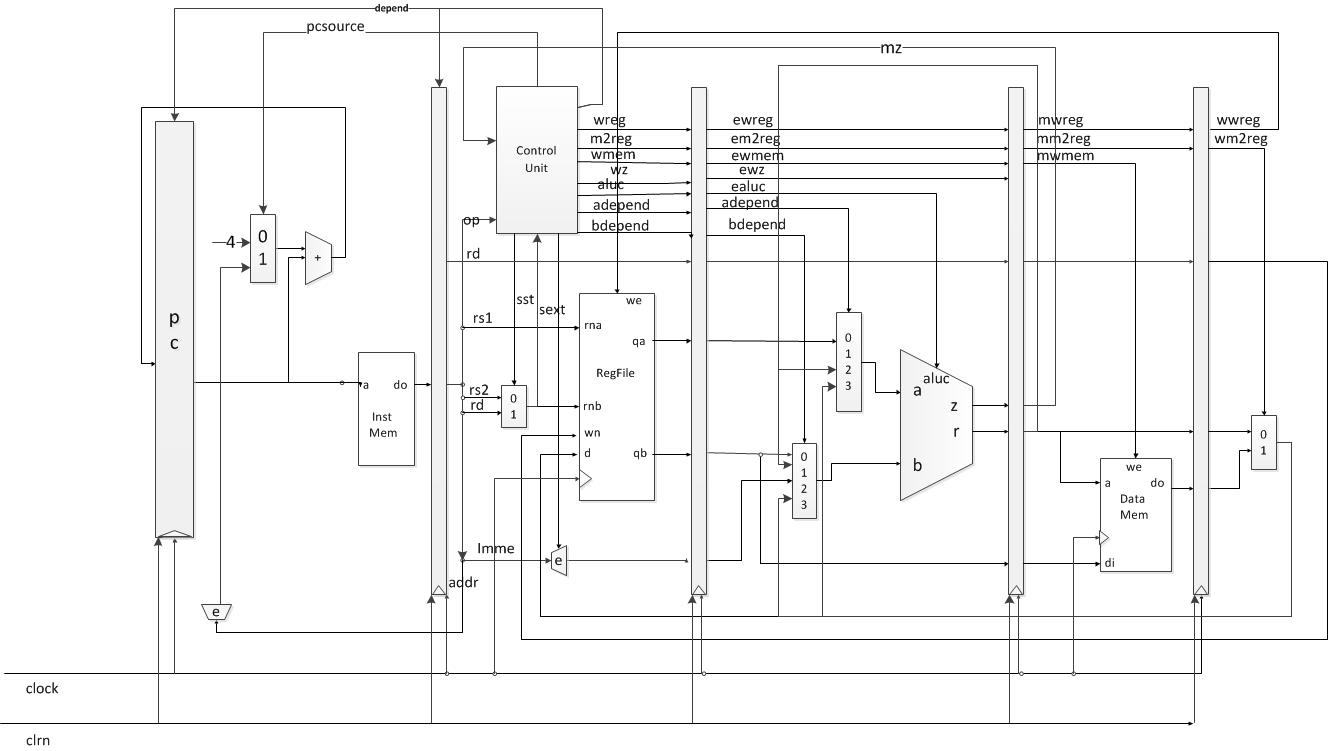 depend
pcsource
mz
wreg
ewreg
mwreg
wwreg
m2reg
em2reg
mm2reg
wm2reg
Control
Unit
wmem
ewmem
mwmem
wz
ewz
aluc
ealuc
adepend
adepend
op
bdepend
bdepend
4
0
1
+
rd
sst
sext
we
p
c
rs1
rna
qa
0
1
2
3
RegFile
aluc
a
do
Inst
Mem
rs2
rd
0
1
rnb
a
z
wn
r
d
qb
b
0
1
2
3
0
1
we
a
do
Data
Mem
di
Imme
e
addr
e
clock
clrn